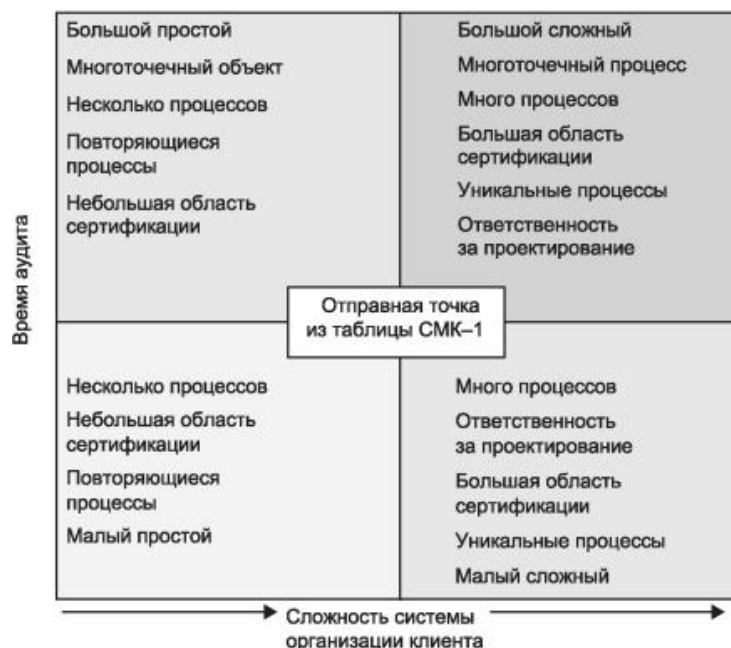 Большой простой
Многоточечный объект
Несколько процессов
Повторяющиеся
процессы
Небольшая область
сертификации
Большой сложный
Многоточечный процесс
Много процессов
Большая область
сертификации
Уникальные процессы
Ответственность
за проектирование
Время аудита
Отправная точка
из таблицы СМК–1
Несколько процессов
Небольшая область
сертификации
Повторяющиеся
процессы
Малый простой
Много процессов
Ответственность
за проектирование
Большая область
сертификации
Уникальные процессы
Малый сложный
Сложность системы
организации клиента